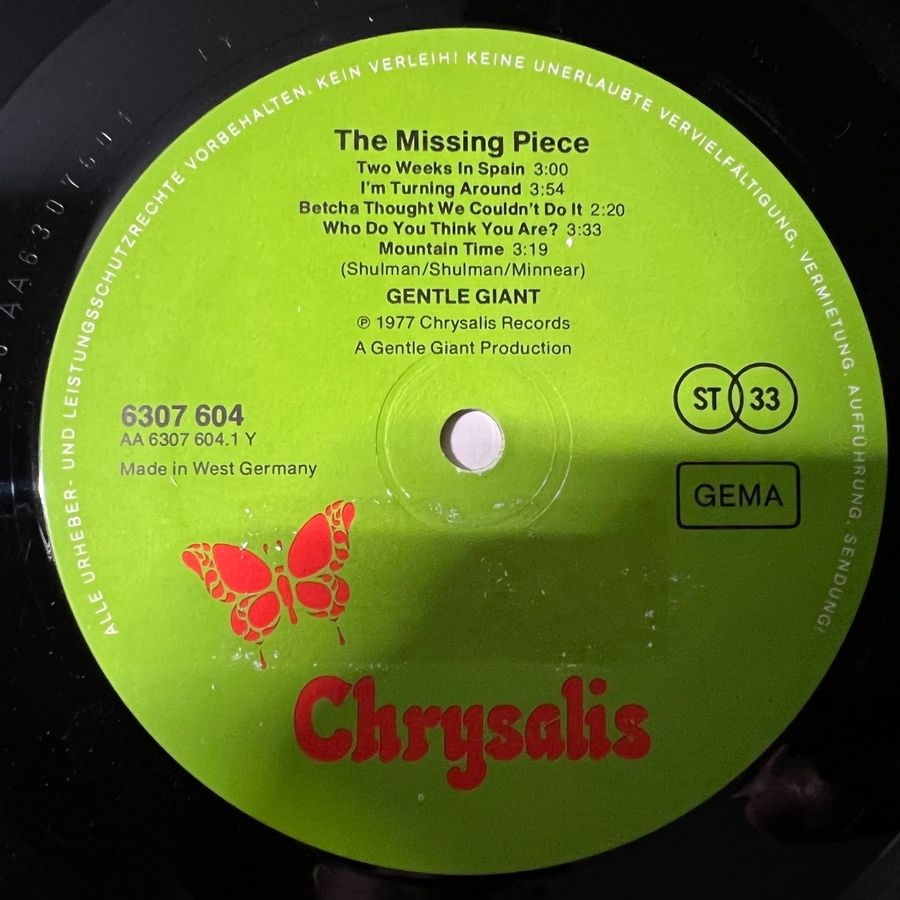 ALLE URHEBER- UND LEISTUNGSSCHUTZRECHTE VORBEHALTEN. KEIN VERLEIH! KEINE UNERLAUBTE VERVIELFÄLTIGUNG, VERMIETUNG, AUFFÜHRUNG, SENDUNG!
The Missing Piece
Two Weeks In Spain 3:00
I'm Turning Around 3:54
Betcha Thought We Couldn't Do It 2:20
Who Do You Think You Are? 3:33
Mountain Time 3:19
(Shulman/Shulman/Minnear)
GENTLE GIANT
℗ 1977 Chrysalis Records
A Gentle Giant Production
6307 604
AA 6307 604.1 Y
Made in West Germany
ST 33
GEMA
Chrysalis
AA6307604 1Y